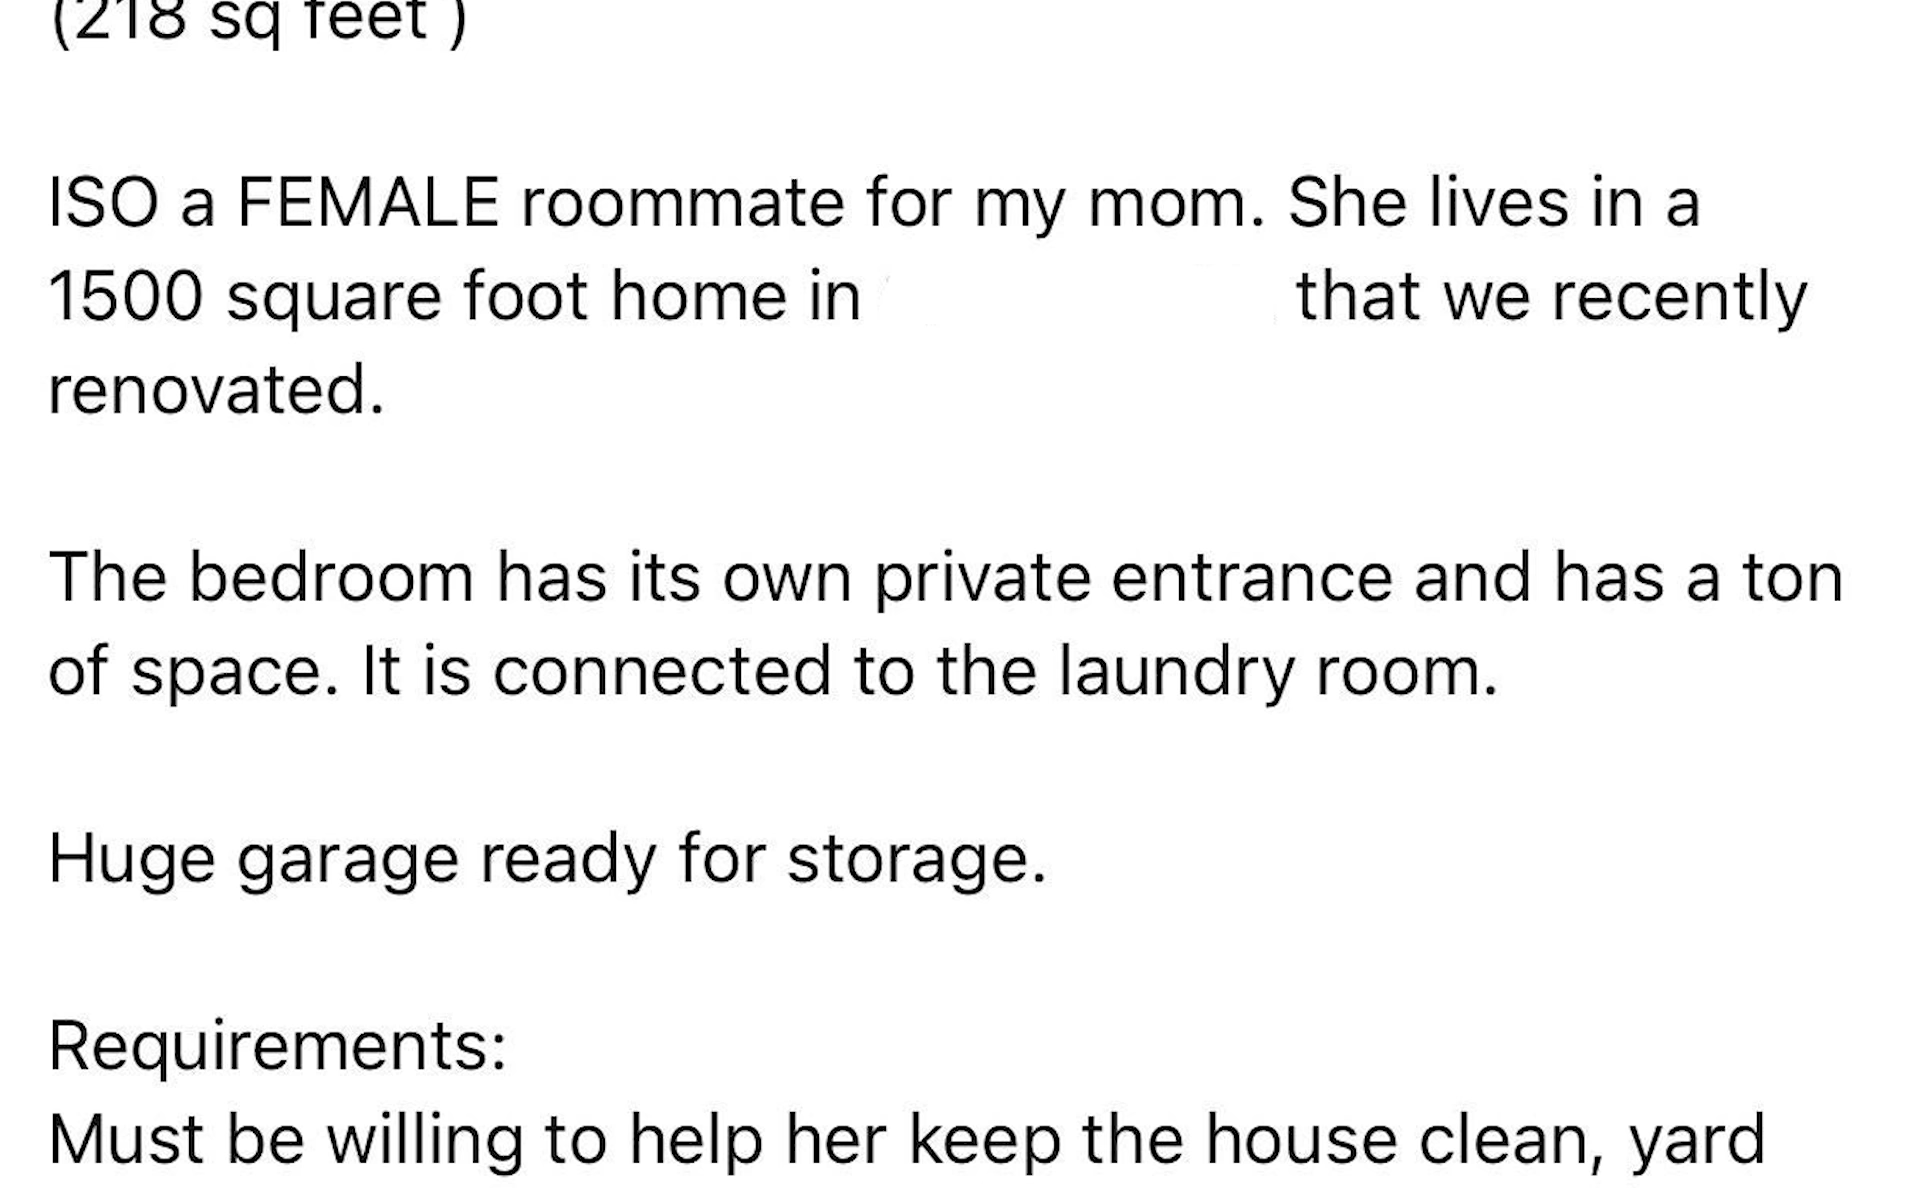 (218 sq feet )
ISO a FEMALE roommate for my mom. She lives in a
1500 square foot home in that we recently
renovated.
The bedroom has its own private entrance and has a ton
of space. It is connected to the laundry room.
Huge garage ready for storage.
Requirements:
Must be willing to help her keep the house clean, yard